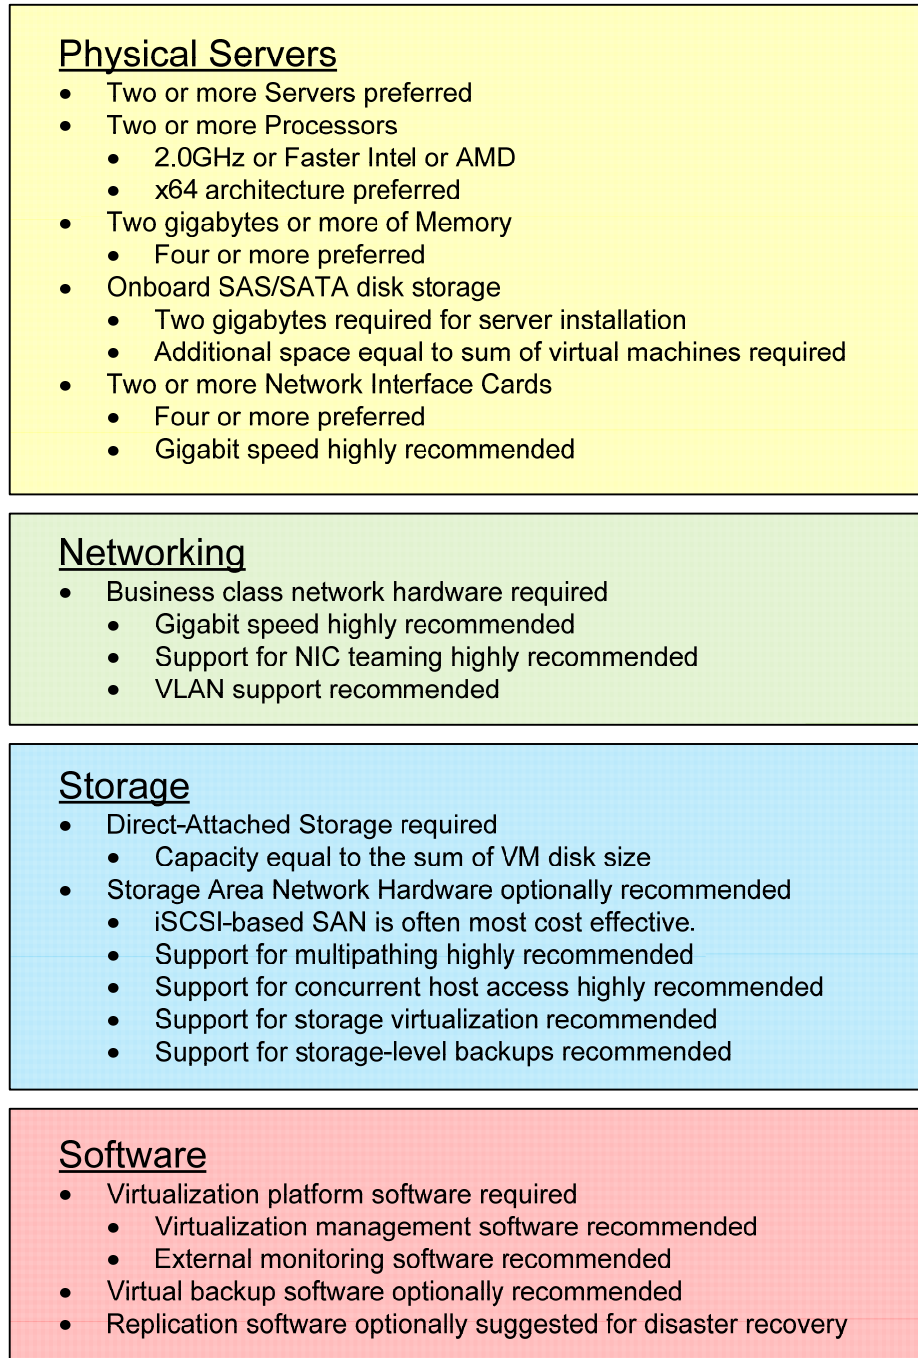 Physical Servers
• Two or more Servers preferred
• Two or more Processors
• 2.0GHz or Faster Intel or AMD
• x64 architecture preferred
• Two gigabytes or more of Memory
• Four or more preferred
• Onboard SAS/SATA disk storage
• Two gigabytes required for server installation
• Additional space equal to sum of virtual machines required
• Two or more Network Interface Cards
• Four or more preferred
• Gigabit speed highly recommended
Networking
• Business class network hardware required
• Gigabit speed highly recommended
• Support for NIC teaming highly recommended
• VLAN support recommended
Storage
• Direct-Attached Storage required
• Capacity equal to the sum of VM disk size
• Storage Area Network Hardware optionally recommended
• iSCSI-based SAN is often most cost effective.
• Support for multipathing highly recommended
• Support for concurrent host access highly recommended
• Support for storage virtualization recommended
• Support for storage-level backups recommended
Software
• Virtualization platform software required
• Virtualization management software recommended
• External monitoring software recommended
• Virtual backup software optionally recommended
• Replication software optionally suggested for disaster recovery